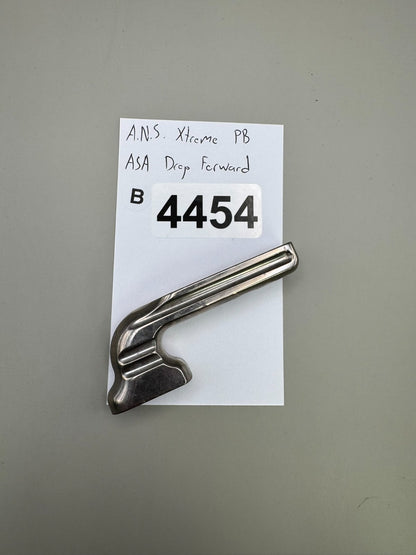 A.N.S. Xtreme PB
ASA Drop Forward
B 4454